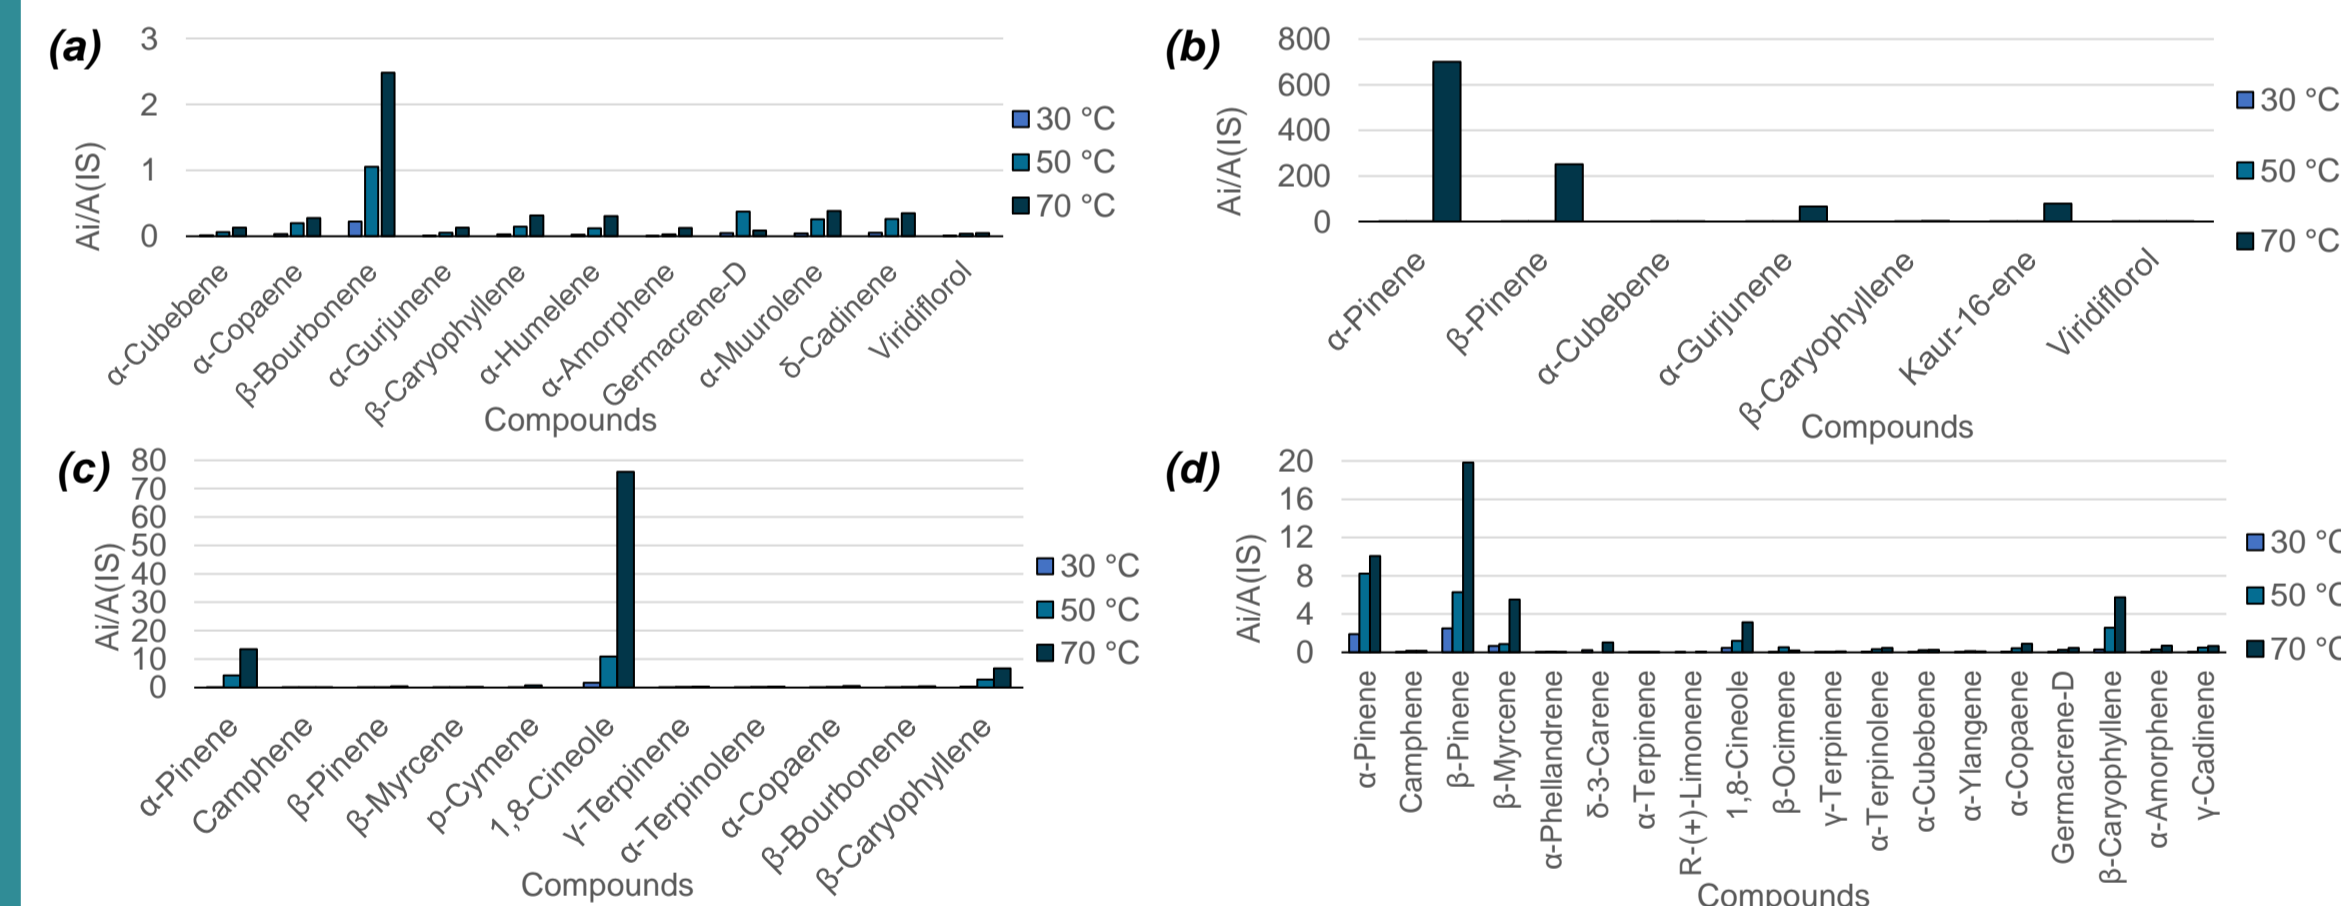 (a)
3
2
1
0
Ai/A(IS)
30 °C
50 °C
70 °C
α-Cubebene
α-Copaene
β-Bourbonene
α-Gurjunene
β-Caryophyllene
α-Humelene
α-Amorphene
Germacrene-D
α-Muurolene
δ-Cadinene
Viridiflorol
Compounds
(b)
800
600
400
200
0
Ai/A(IS)
30 °C
50 °C
70 °C
α-Pinene
β-Pinene
α-Cubebene
α-Gurjunene
β-Caryophyllene
Kaur-16-ene
Viridiflorol
Compounds
(c)
80
70
60
50
40
30
20
10
0
Ai/A(IS)
30 °C
50 °C
70 °C
α-Pinene
Camphene
β-Pinene
β-Myrcene
p-Cymene
1,8-Cineole
γ-Terpinene
α-Terpinolene
α-Copaene
β-Bourbonene
β-Caryophyllene
Compounds
(d)
20
16
12
8
4
0
Ai/A(IS)
30 °C
50 °C
70 °C
α-Pinene
Camphene
β-Pinene
β-Myrcene
α-Phellandrene
δ-3-Carene
α-Terpinene
R-(+)-Limonene
1,8-Cineole
β-Ocimene
γ-Terpinene
α-Terpinolene
α-Cubebene
α-Ylangene
α-Copaene
Germacrene-D
β-Caryophyllene
α-Amorphene
γ-Cadinene
Compounds